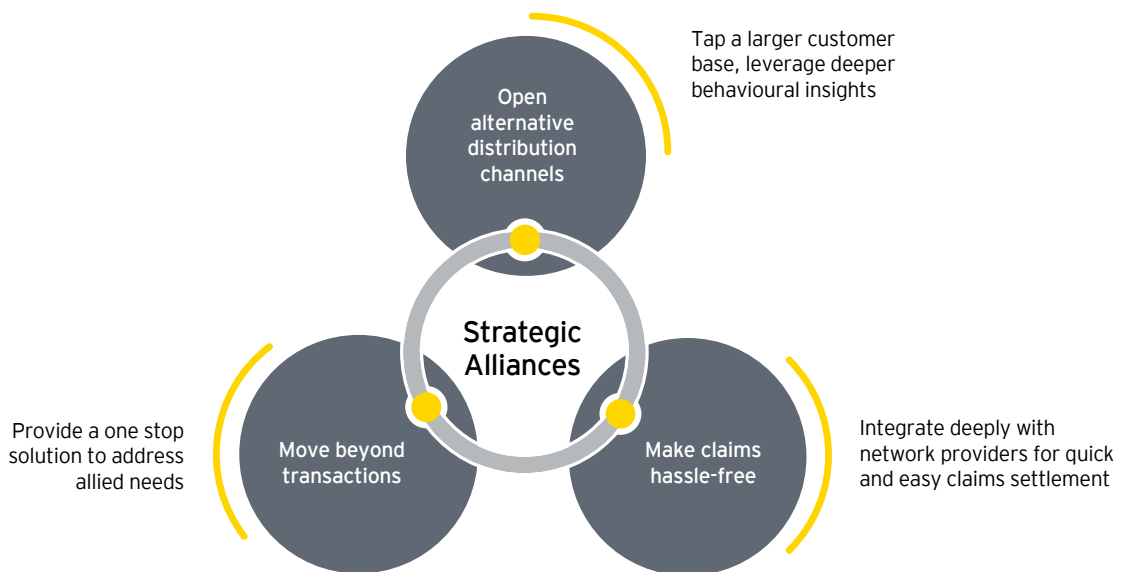 Tap a larger customer
base, leverage deeper
behavioural insights
Open
alternative
distribution
channels
Strategic
Alliances
Provide a one stop
solution to address
allied needs
Move beyond
transactions
Make claims
hassle-free
Integrate deeply with
network providers for quick
and easy claims settlement